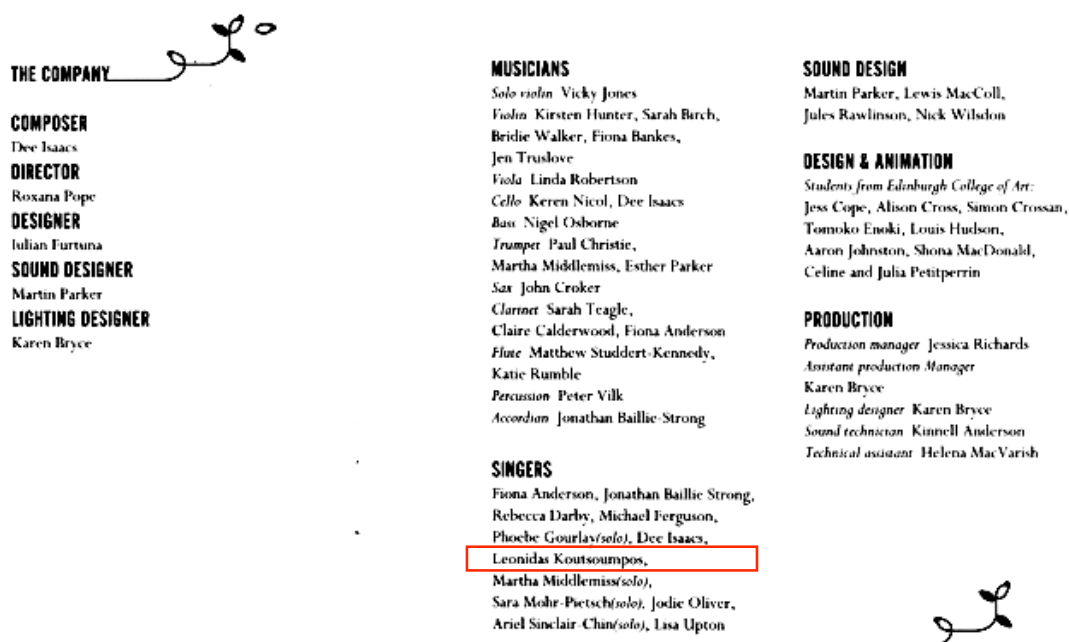 THE COMPANY
COMPOSER
Dee Isaacs
DIRECTOR
Roxana Pope
DESIGNER
Iulian Furtuna
SOUND DESIGNER
Martin Parker
LIGHTING DESIGNER
Karen Bryce
MUSICIANS
Solo violin Vicky Jones
Violin Kirsten Hunter, Sarah Birch,
Bridie Walker, Fiona Bankes,
Jen Truslove
Viola Linda Robertson
Cello Keren Nicol, Dee Isaacs
Bass Nigel Osborne
Trumpet Paul Christie,
Martha Middlemiss, Esther Parker
Sax John Croker
Clarinet Sarah Teagle,
Claire Calderwood, Fiona Anderson
Flute Matthew Studdert-Kennedy,
Katie Rumble
Percussion Peter Vilk
Accordian Jonathan Baillie-Strong
SINGERS
Fiona Anderson, Jonathan Baillie Strong,
Rebecca Darby, Michael Ferguson,
Phoebe Gourlay(solo), Dee Isaacs,
Leonidas Koutsoumpos,
Martha Middlemiss(solo),
Sara Mohr-Pietsch(solo), Jodie Oliver,
Ariel Sinclair-Chin(solo), Lisa Upton
SOUND DESIGN
Martin Parker, Lewis MacColl,
Jules Rawlinson, Nick Wilsdon
DESIGN & ANIMATION
Students from Edinburgh College of Art:
Jess Cope, Alison Cross, Simon Crossan,
Tomoko Enoki, Louis Hudson,
Aaron Johnston, Shona MacDonald,
Celine and Julia Petitperrin
PRODUCTION
Production manager Jessica Richards
Assistant production Manager
Karen Bryce
Lighting designer Karen Bryce
Sound technician Kinnell Anderson
Technical assistant Helena MacVarish